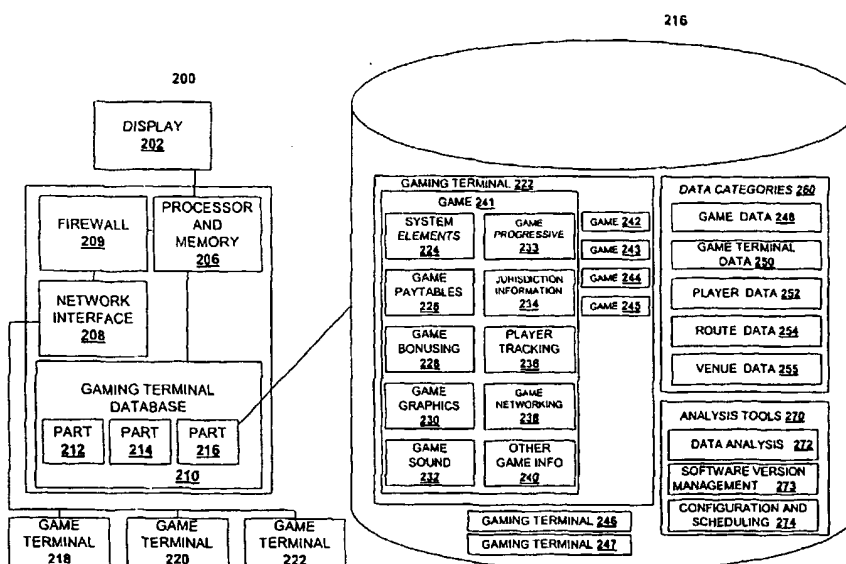 216
200
DISPLAY
202
FIREWALL
209
PROCESSOR
AND
MEMORY
206
NETWORK
INTERFACE
208
GAMING TERMINAL
DATABASE
PART
212
PART
214
PART
216
210
GAME
TERMINAL
218
GAME
TERMINAL
220
GAME
TERMINAL
222
GAMING TERMINAL 222
GAME 241
SYSTEM
ELEMENTS
224
GAME
PROGRESSIVE
233
GAME
PAYTABLES
226
JURISDICTION
INFORMATION
234
GAME
BONUSING
228
PLAYER
TRACKING
236
GAME
GRAPHICS
230
GAME
NETWORKING
238
GAME
SOUND
232
OTHER
GAME INFO
240
GAME 242
GAME 243
GAME 244
GAME 245
GAMING TERMINAL 246
GAMING TERMINAL 247
DATA CATEGORIES 260
GAME DATA 248
GAME TERMINAL
DATA 250
PLAYER DATA 252
ROUTE DATA 254
VENUE DATA 255
ANALYSIS TOOLS 270
DATA ANALYSIS 272
SOFTWARE VERSION
MANAGEMENT 273
CONFIGURATION AND
SCHEDULING 274